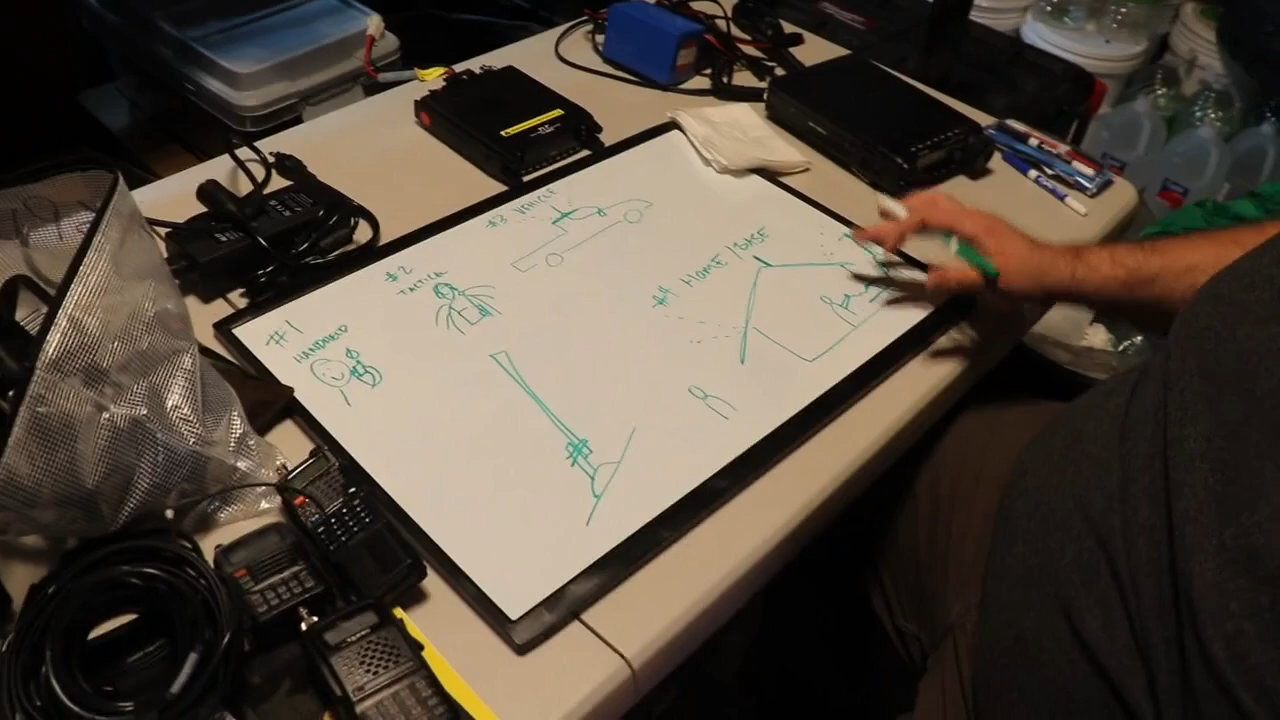 #1
HANDHELD
#2
TACTICAL
#3 VEHICLE
#4 HOME/BASE